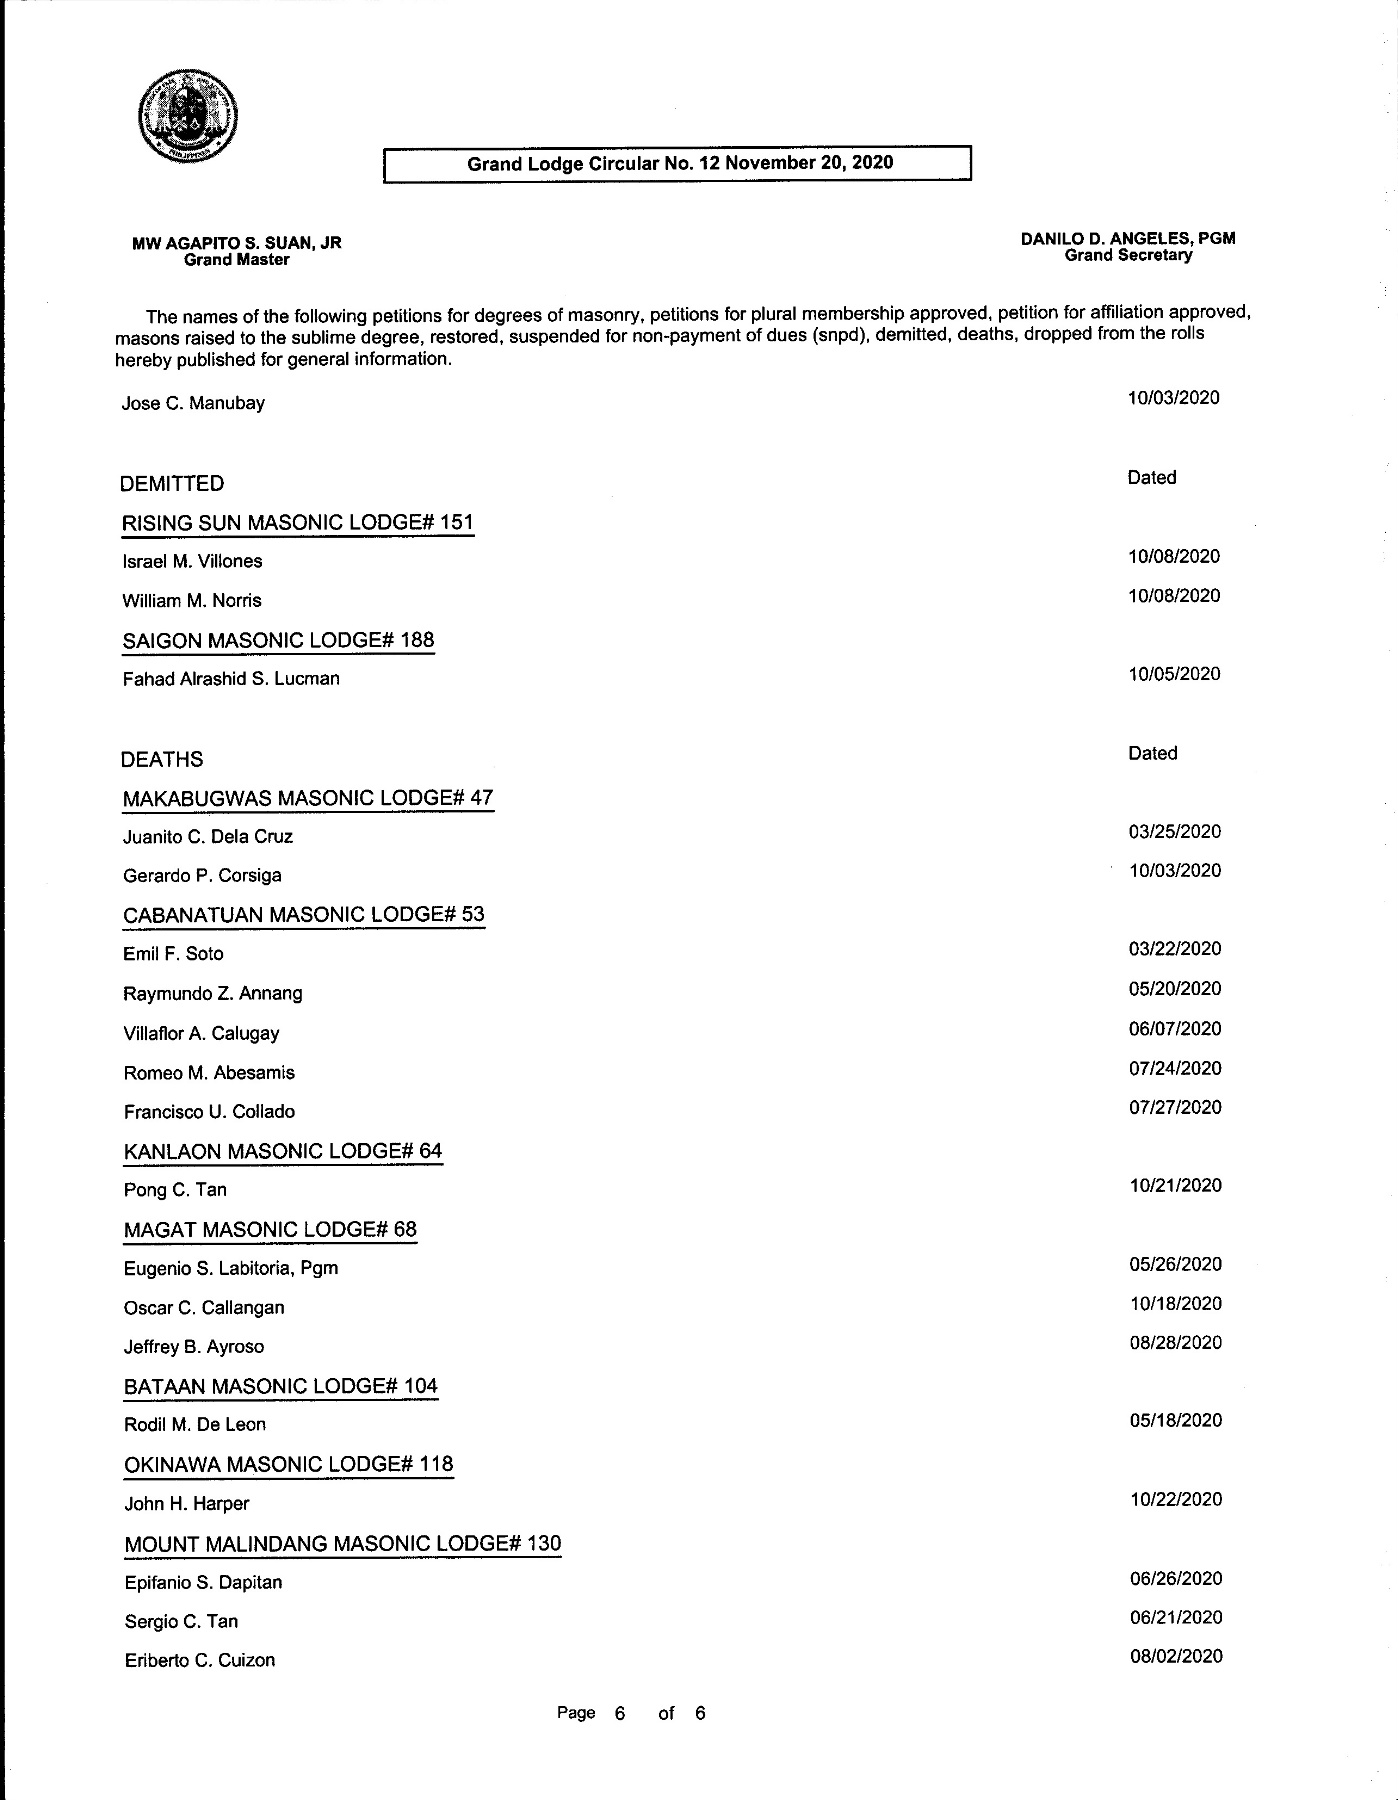 PHILIPPINES
Grand Lodge Circular No. 12 November 20, 2020
MW AGAPITO S. SUAN, JR
Grand Master
DANILO D. ANGELES, PGM
Grand Secretary
The names of the following petitions for degrees of masonry, petitions for plural membership approved, petition for affiliation approved,
masons raised to the sublime degree, restored, suspended for non-payment of dues (snpd), demitted, deaths, dropped from the rolls
hereby published for general information.
Jose C. Manubay 10/03/2020
DEMITTED Dated
RISING SUN MASONIC LODGE# 151
Israel M. Villones 10/08/2020
William M. Norris 10/08/2020
SAIGON MASONIC LODGE# 188
Fahad Alrashid S. Lucman 10/05/2020
DEATHS Dated
MAKABUGWAS MASONIC LODGE# 47
Juanito C. Dela Cruz 03/25/2020
Gerardo P. Corsiga 10/03/2020
CABANATUAN MASONIC LODGE# 53
Emil F. Soto 03/22/2020
Raymundo Z. Annang 05/20/2020
Villaflor A. Calugay 06/07/2020
Romeo M. Abesamis 07/24/2020
Francisco U. Collado 07/27/2020
KANLAON MASONIC LODGE# 64
Pong C. Tan 10/21/2020
MAGAT MASONIC LODGE# 68
Eugenio S. Labitoria, Pgm 05/26/2020
Oscar C. Callangan 10/18/2020
Jeffrey B. Ayroso 08/28/2020
BATAAN MASONIC LODGE# 104
Rodil M. De Leon 05/18/2020
OKINAWA MASONIC LODGE# 118
John H. Harper 10/22/2020
MOUNT MALINDANG MASONIC LODGE# 130
Epifanio S. Dapitan 06/26/2020
Sergio C. Tan 06/21/2020
Eriberto C. Cuizon 08/02/2020
Page 6 of 6